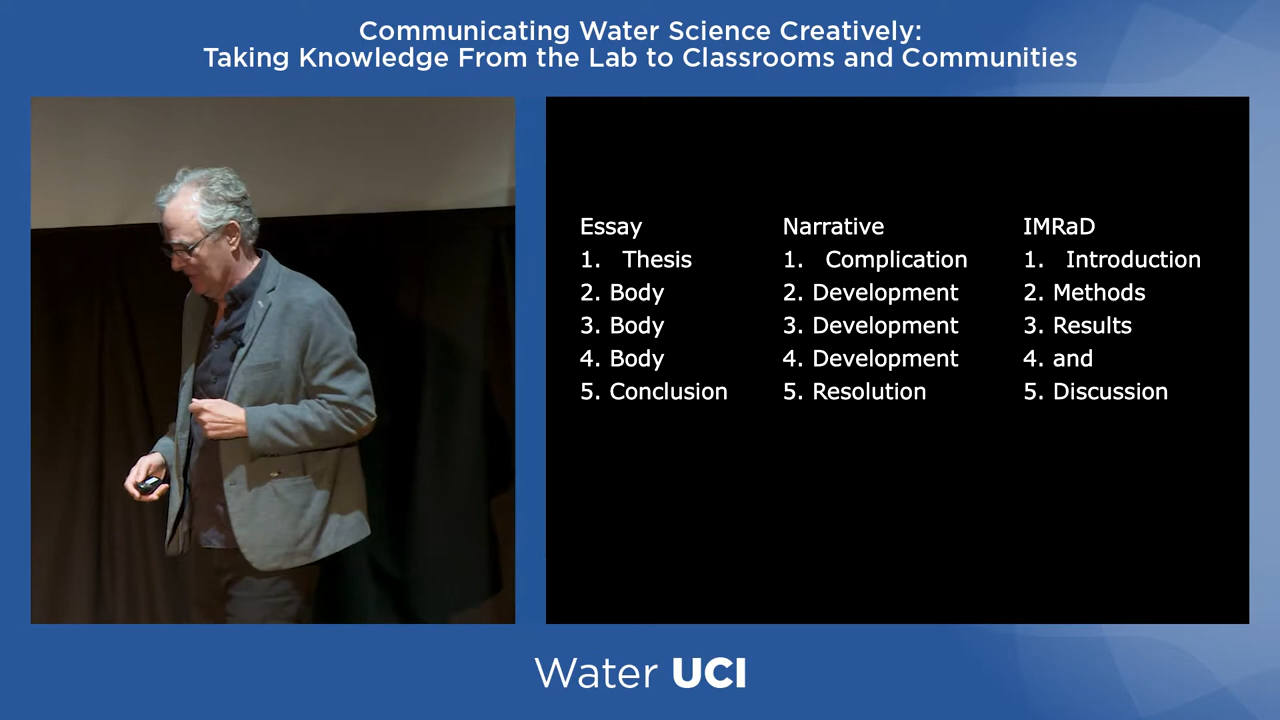 Communicating Water Science Creatively:
Taking Knowledge From the Lab to Classrooms and Communities
Essay
1. Thesis
2. Body
3. Body
4. Body
5. Conclusion
Narrative
1. Complication
2. Development
3. Development
4. Development
5. Resolution
IMRaD
1. Introduction
2. Methods
3. Results
4. and
5. Discussion
Water UCI